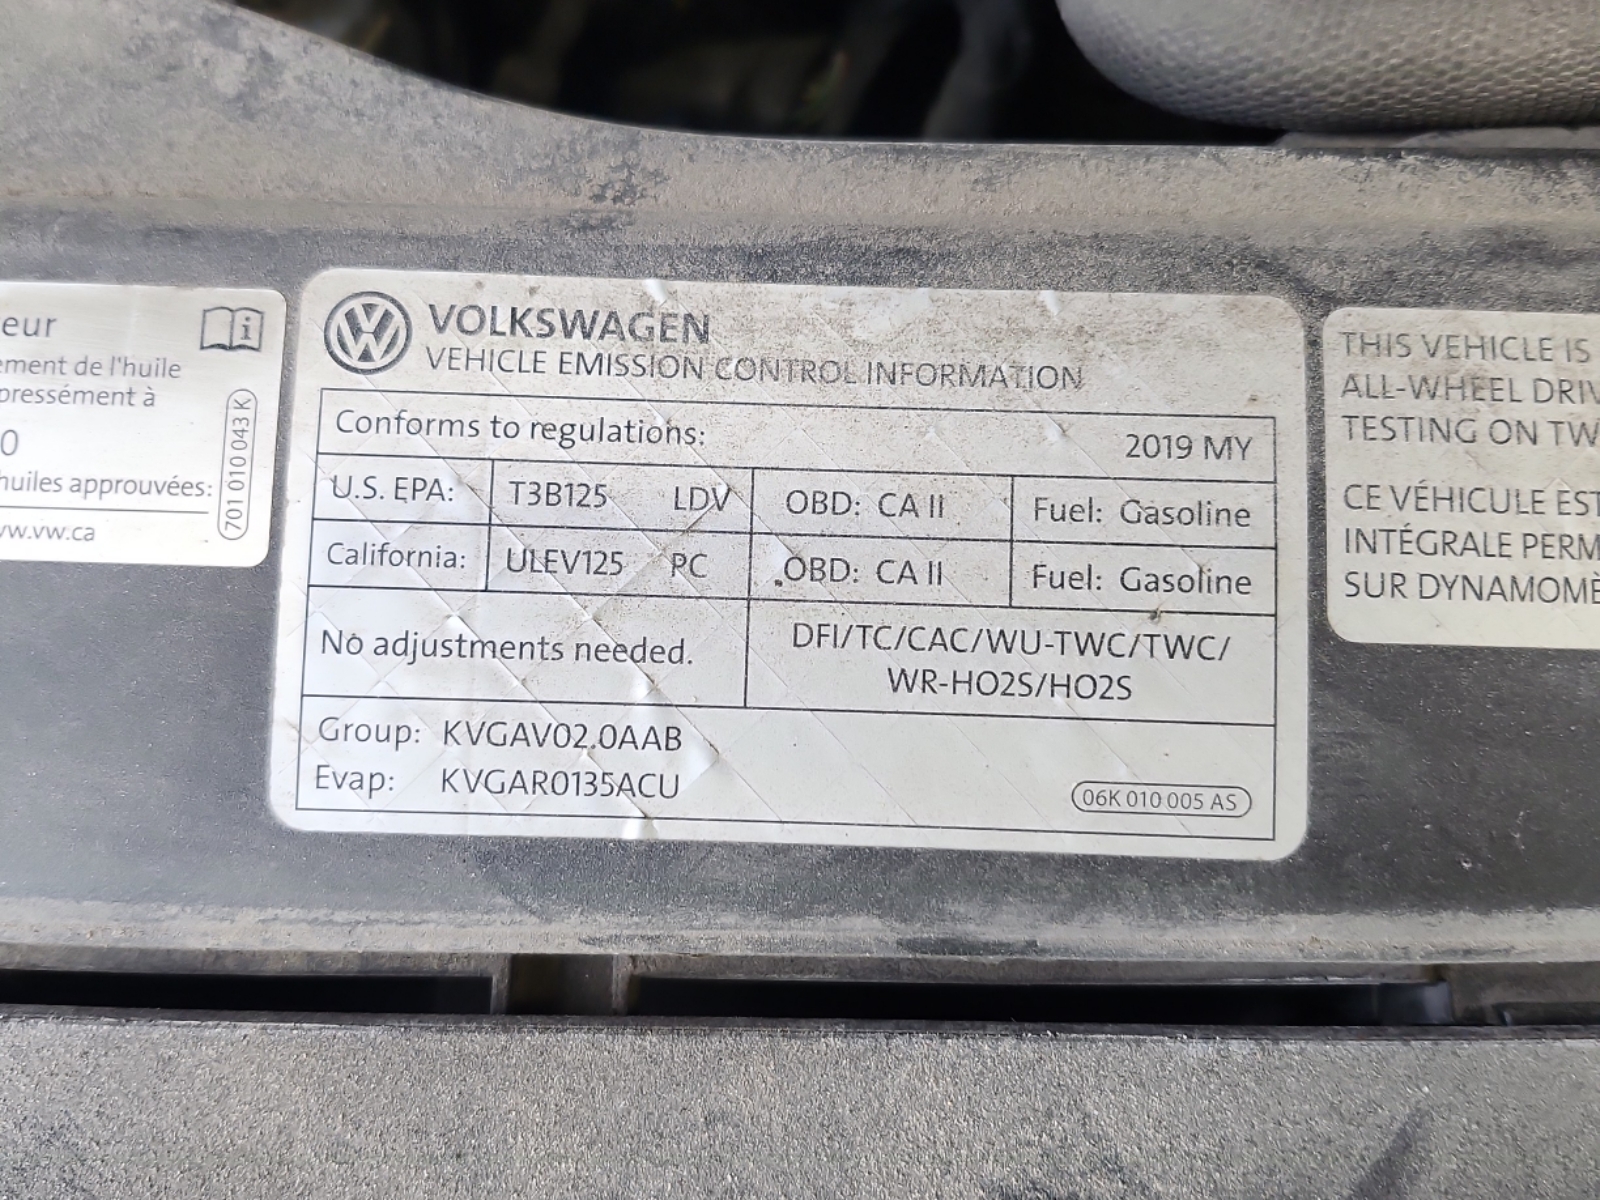 eur
ement de l'huile
pressément à
0
huiles approuvées:
vw.vw.ca
701 010 043 K
VOLKSWAGEN
VEHICLE EMISSION CONTROL INFORMATION
Conforms to regulations: 2019 MY
U.S. EPA: T3B125 LDV OBD: CA II Fuel: Gasoline
California: ULEV125 PC OBD: CA II Fuel: Gasoline
No adjustments needed. DFI/TC/CAC/WU-TWC/TWC/
WR-HO2S/HO2S
Group: KVGAV02.0AAB
Evap: KVGAR0135ACU
06K 010 005 AS
THIS VEHICLE IS
ALL-WHEEL DRIV
TESTING ON TW
CE VÉHICULE EST
INTÉGRALE PERM
SUR DYNAMOMÈ